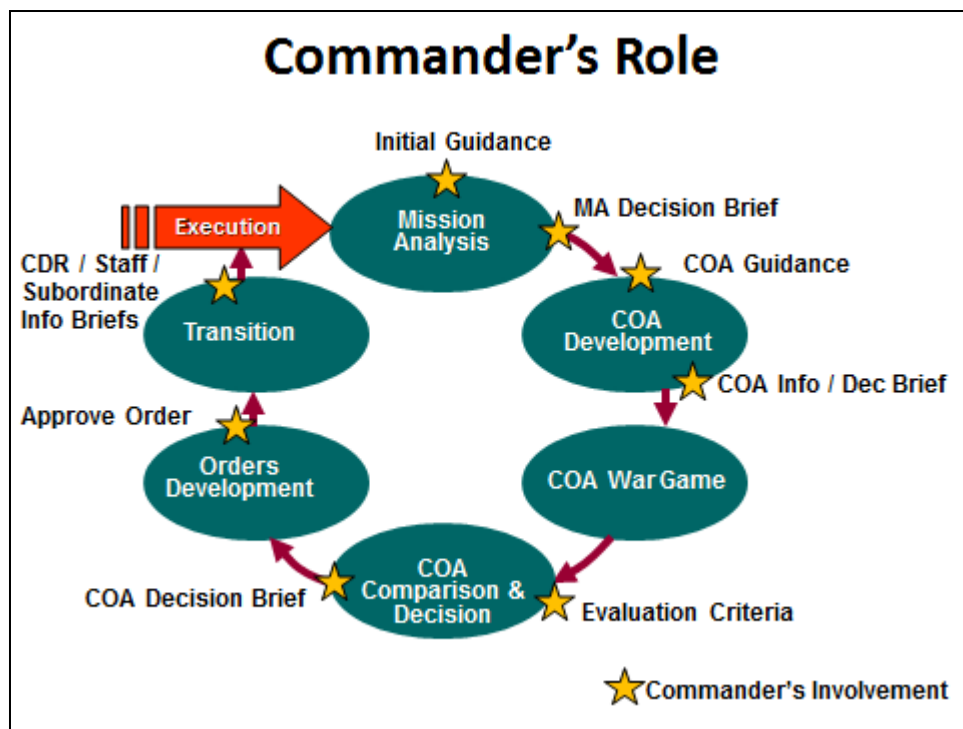 Commander's Role
Initial Guidance
Execution
Mission
Analysis
MA Decision Brief
CDR / Staff /
Subordinate
Info Briefs
COA Guidance
Transition
COA
Development
COA Info / Dec Brief
Approve Order
Orders
Development
COA War Game
COA Decision Brief
COA
Comparison &
Decision
Evaluation Criteria
Commander's Involvement